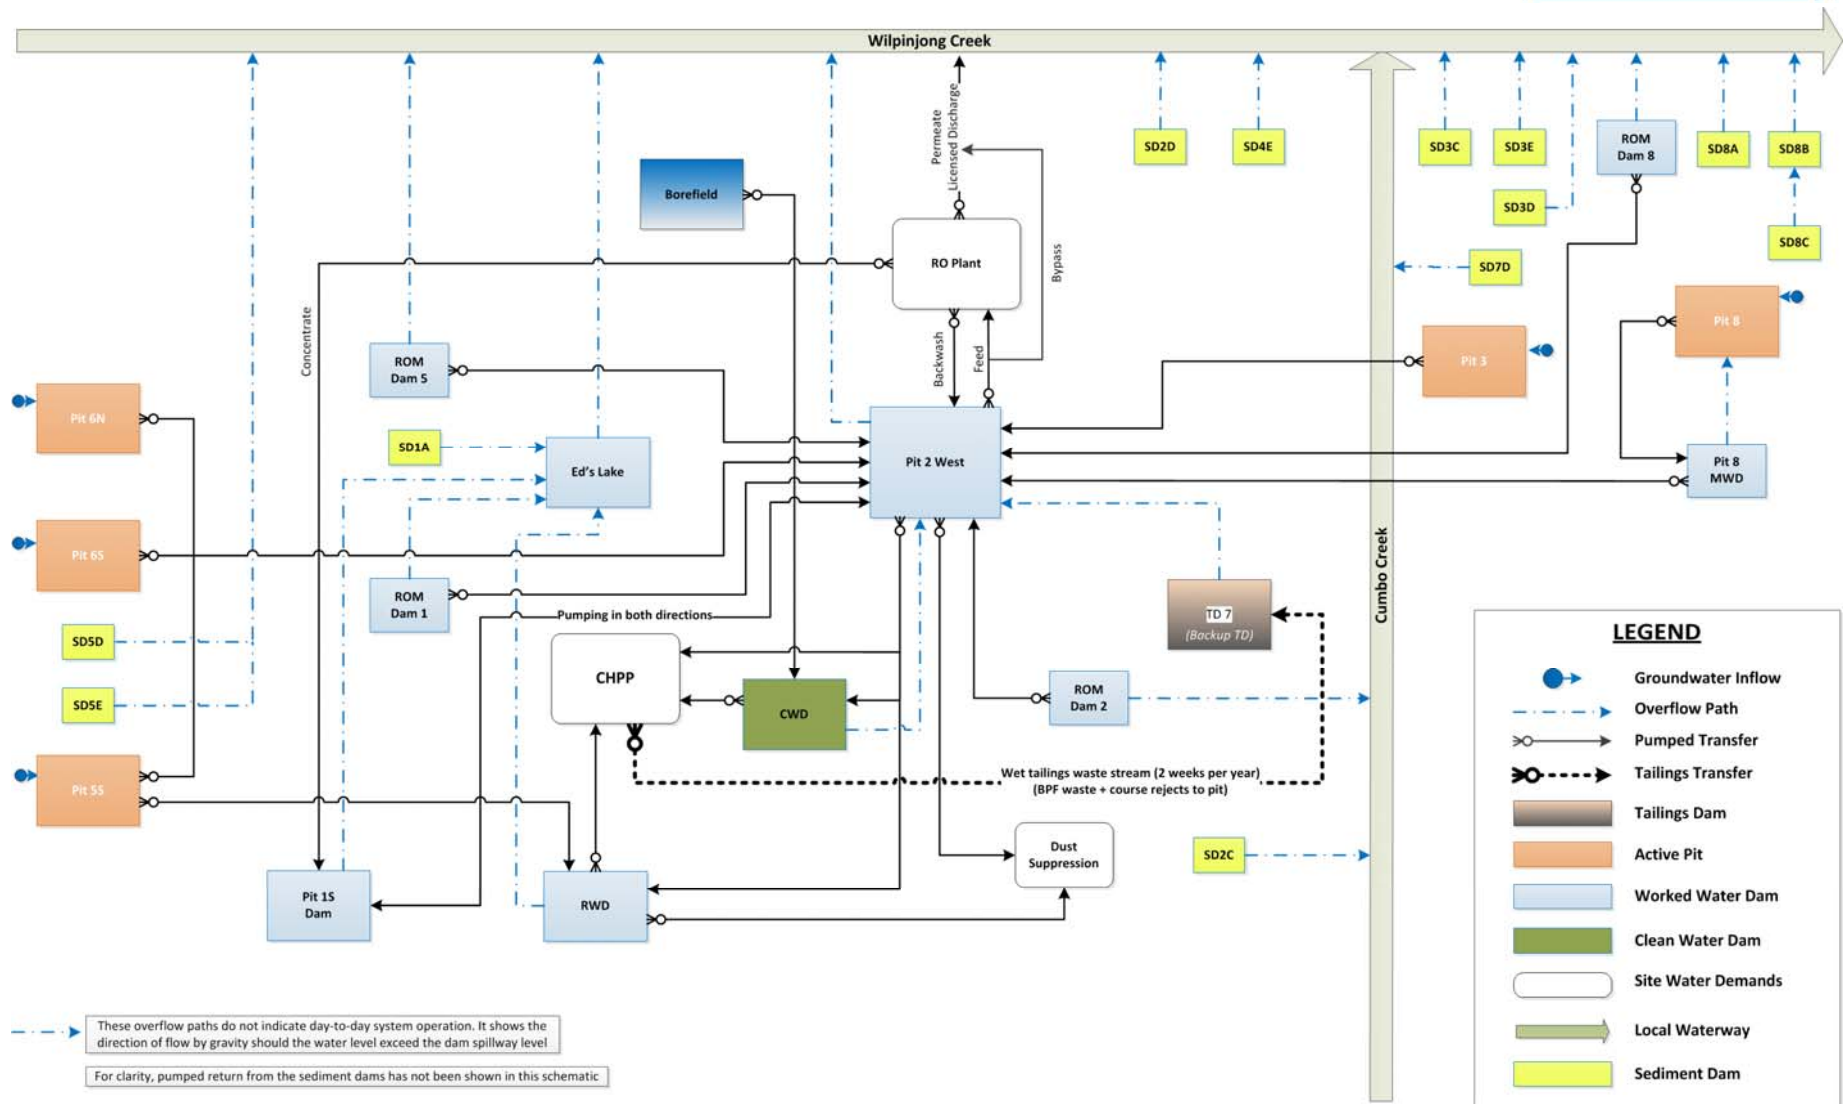 Wilpinjong Creek
Permeate
Licensed Discharge
SD2D
SD4E
SD3C
SD3E
ROM
Dam 8
SD8A
SD8B
Borefield
SD3D
SD8C
RO Plant
Bypass
SD7D
Concentrate
Pit 8
Backwash
Feed
Pit 3
ROM
Dam 5
Pit 6N
SD1A
Ed's Lake
Pit 2 West
Pit 8
MWD
Pit 6S
Cumbo Creek
ROM
Dam 1
Pumping in both directions
TD 7
(Backup TD)
SD5D
CHPP
SD5E
CWD
ROM
Dam 2
Pit 5S
Wet tailings waste stream (2 weeks per year)
(BPF waste + course rejects to pit)
Dust
Suppression
SD2C
Pit 1S
Dam
RWD
LEGEND
Groundwater Inflow
Overflow Path
Pumped Transfer
Tailings Transfer
Tailings Dam
Active Pit
Worked Water Dam
Clean Water Dam
Site Water Demands
Local Waterway
Sediment Dam
These overflow paths do not indicate day-to-day system operation. It shows the
direction of flow by gravity should the water level exceed the dam spillway level
For clarity, pumped return from the sediment dams has not been shown in this schematic